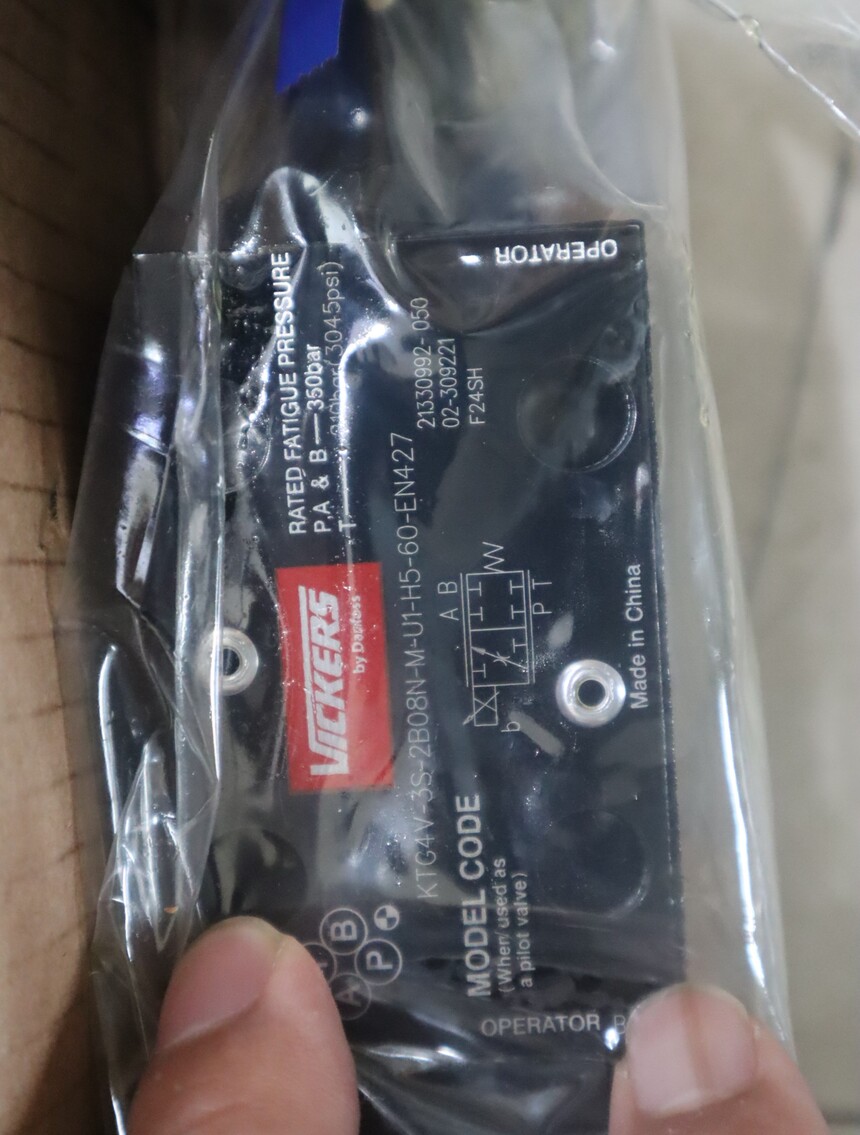 RATED FATIGUE PRESSURE
P,A & B — 350bar
T — 210bar(3045psi)
VICKERS
by Danfoss
KTG4V-3S-2B08N-M-U1-H5-60-EN427
21330992-050
02-309221
F24SH
A B
P T
b
MODEL CODE
(When used as
a pilot valve)
B
P
A
Made in China
OPERATOR
OPERATOR B